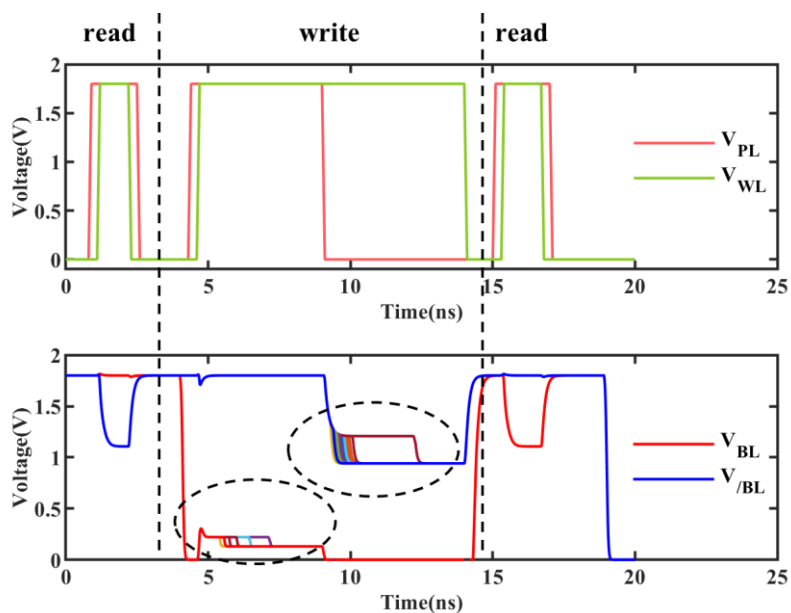 read write read
2
1.5
1
0.5
0
Voltage(V)
V_PL
V_WL
0 5 10 15 20 25
Time(ns)
2
1.5
1
0.5
0
Voltage(V)
V_BL
V_/BL
0 5 10 15 20 25
Time(ns)